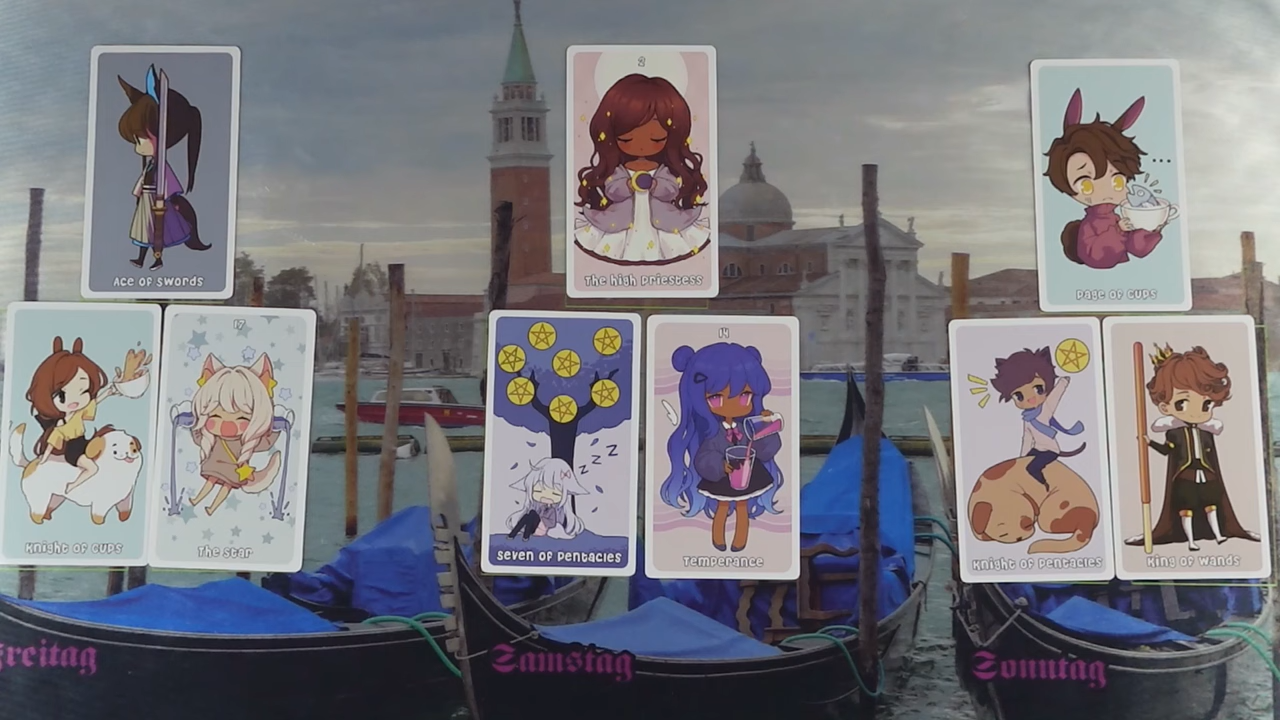 Ace of Swords
2
The High Priestess
...
Page of Cups
Knight of Cups
17
The Star
Z Z Z
Seven of Pentacles
14
Temperance
Knight of Pentacles
King of Wands
Freitag
Samstag
Sonntag